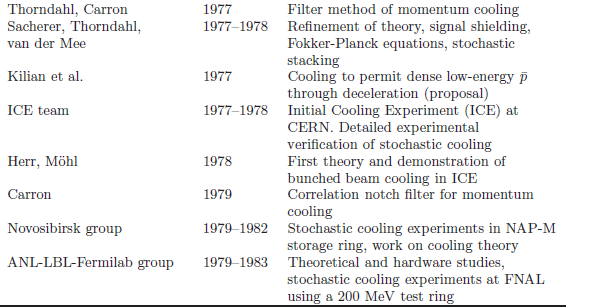 Thorndahl, Carron 1977 Filter method of momentum cooling
Sacherer, Thorndahl, 1977–1978 Refinement of theory, signal shielding,
van der Mee Fokker-Planck equations, stochastic
stacking
Kilian et al. 1977 Cooling to permit dense low-energy p̄
through deceleration (proposal)
ICE team 1977–1978 Initial Cooling Experiment (ICE) at
CERN. Detailed experimental
verification of stochastic cooling
Herr, Möhl 1978 First theory and demonstration of
bunched beam cooling in ICE
Carron 1979 Correlation notch filter for momentum
cooling
Novosibirsk group 1979–1982 Stochastic cooling experiments in NAP-M
storage ring, work on cooling theory
ANL-LBL-Fermilab group 1979–1983 Theoretical and hardware studies,
stochastic cooling experiments at FNAL
using a 200 MeV test ring